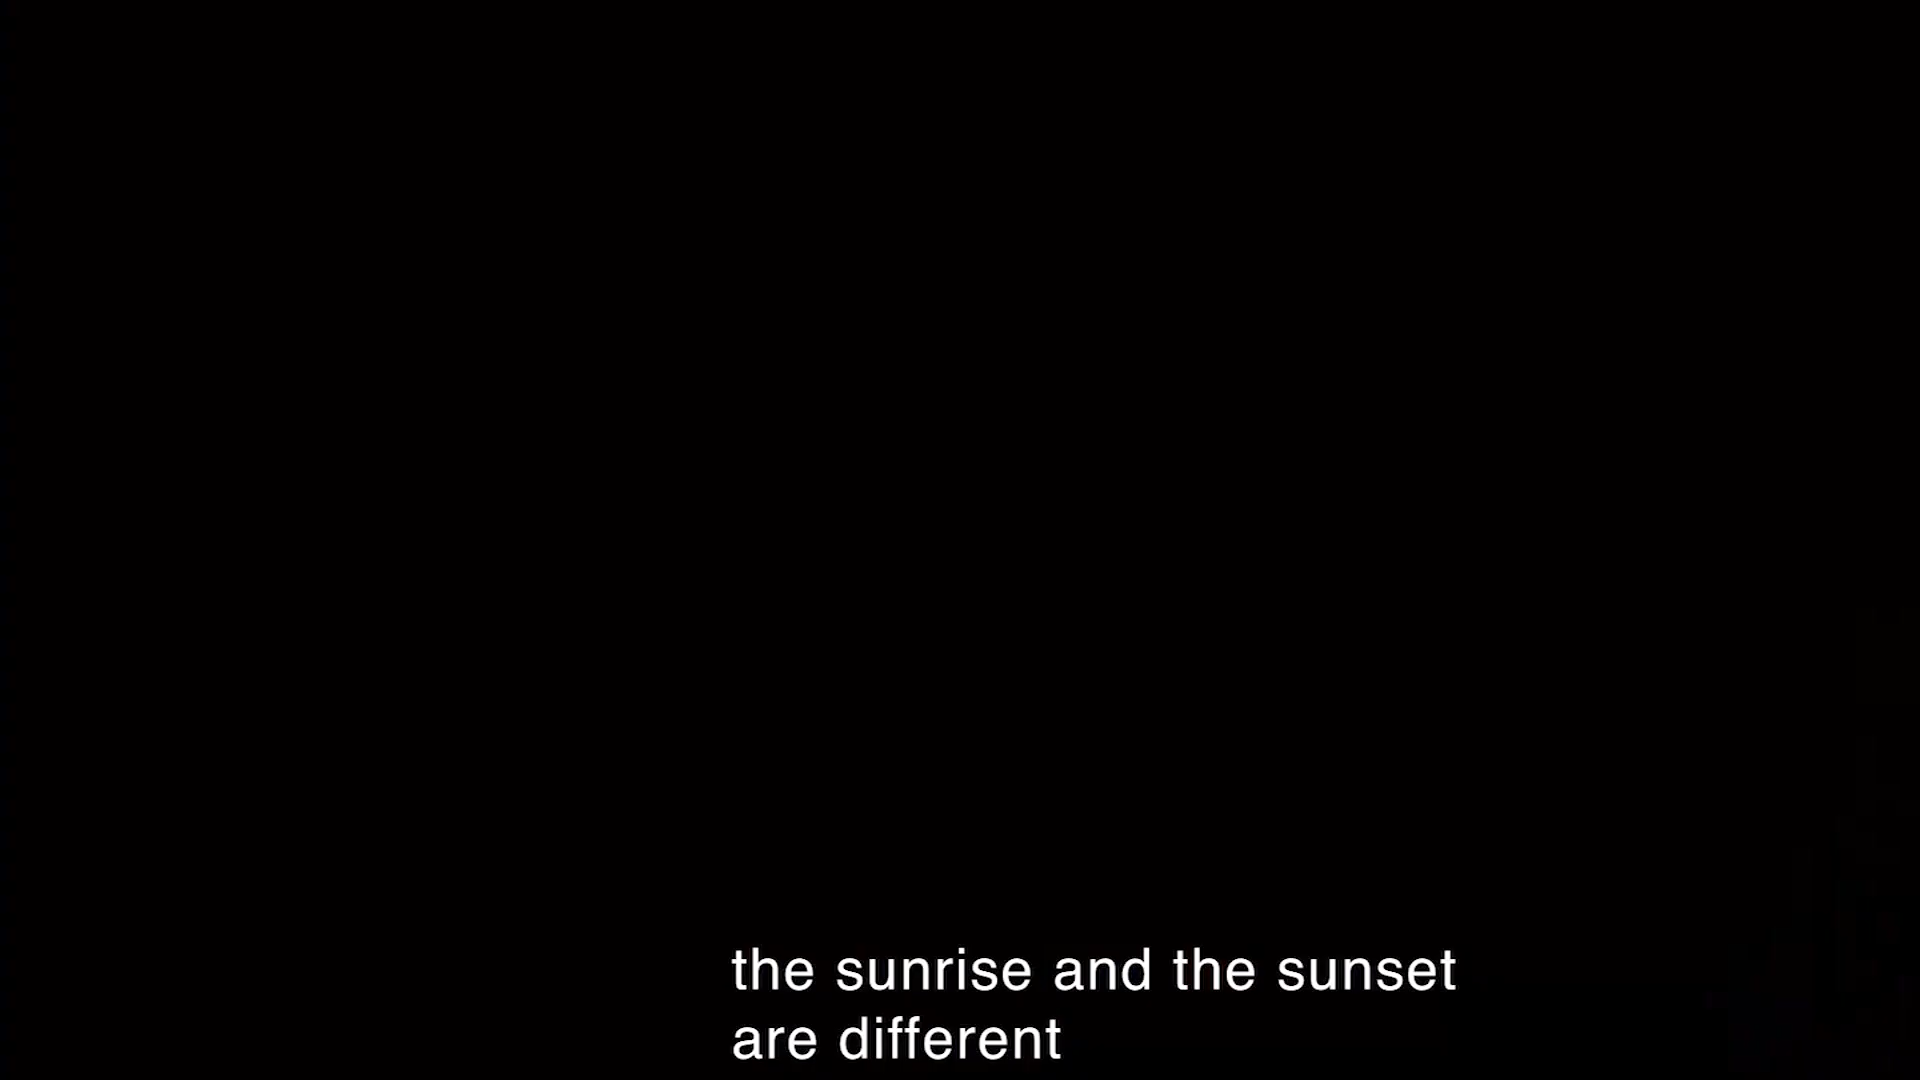 the sunrise and the sunset
are different